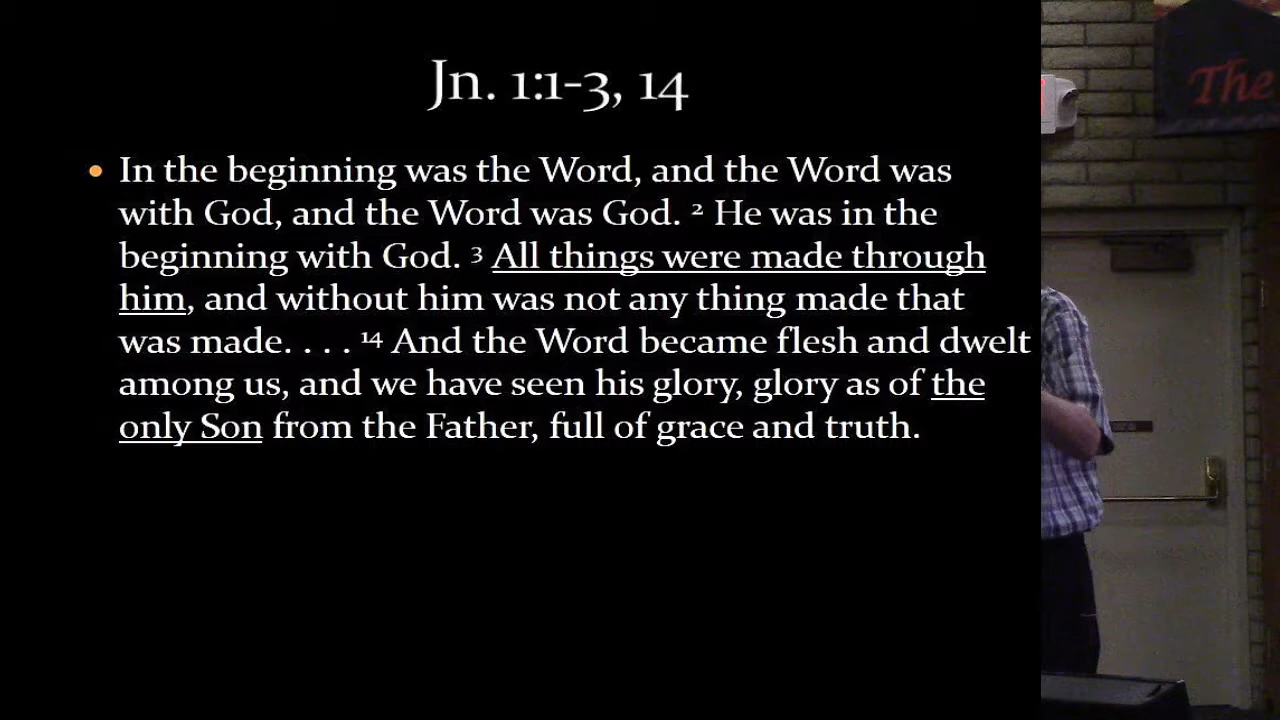 Jn. 1:1-3, 14
• In the beginning was the Word, and the Word was
with God, and the Word was God. ² He was in the
beginning with God. ³ All things were made through
him, and without him was not any thing made that
was made. . . . ¹⁴ And the Word became flesh and dwelt
among us, and we have seen his glory, glory as of the
only Son from the Father, full of grace and truth.
The